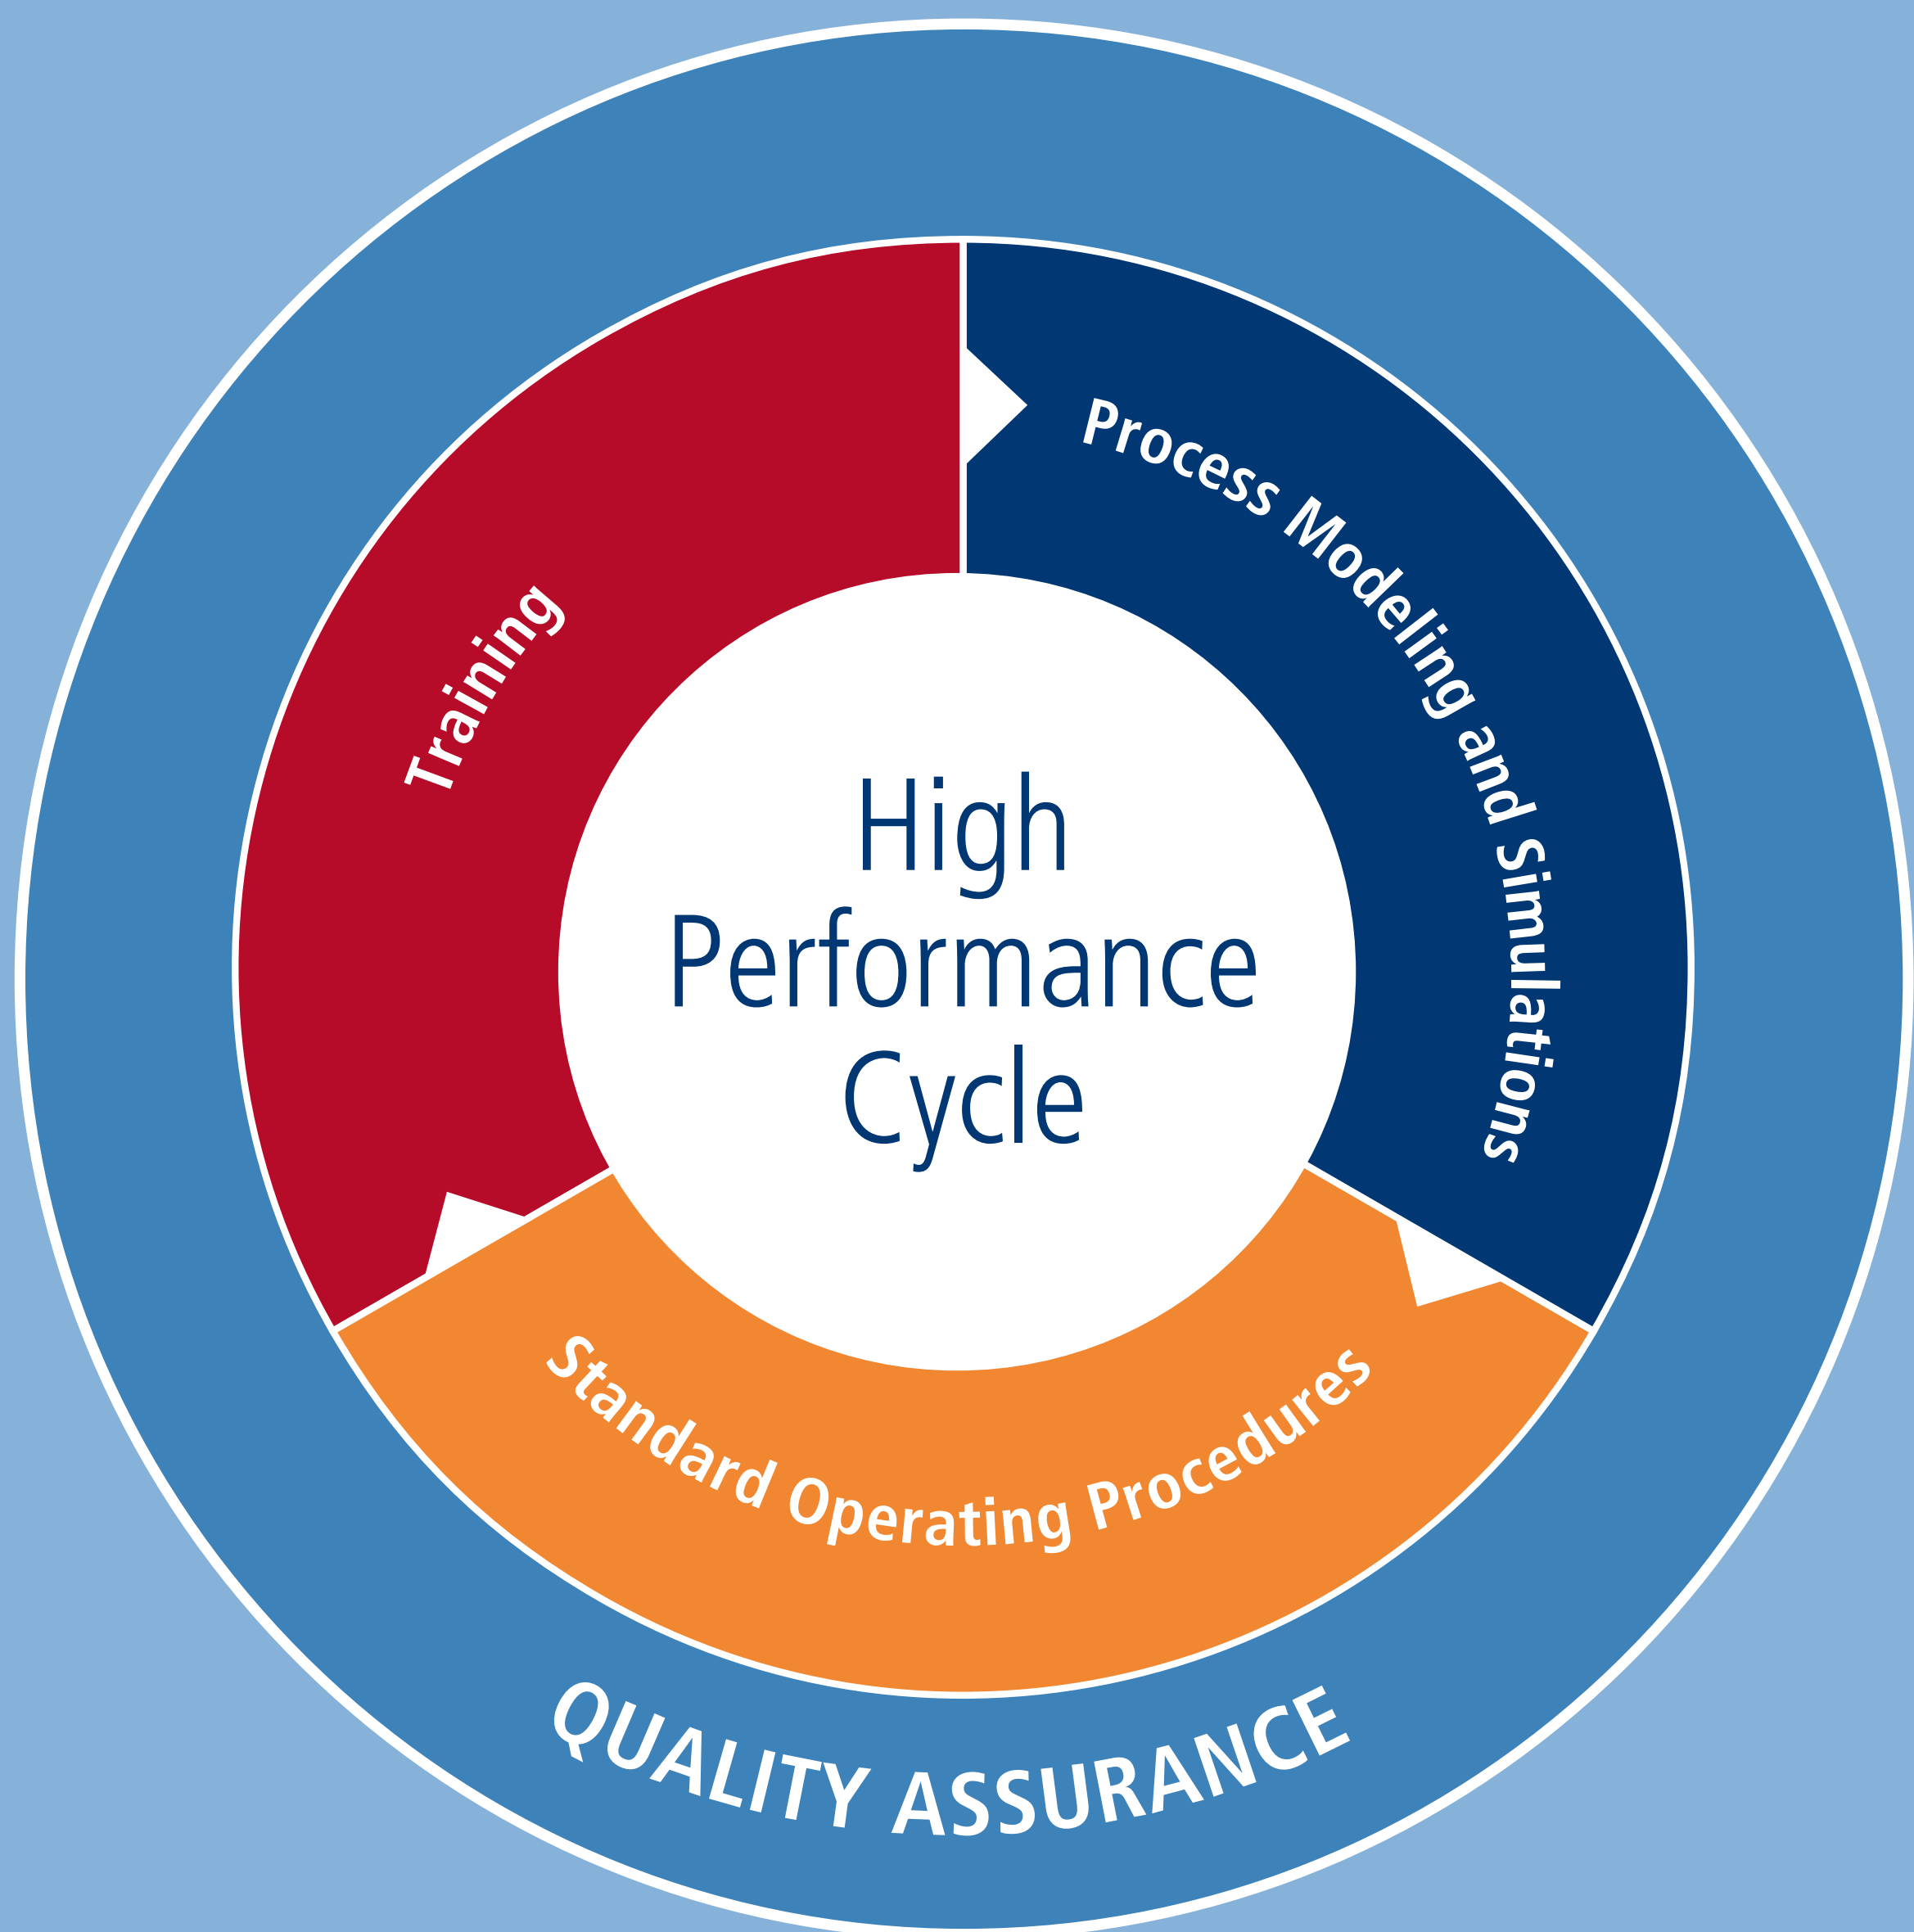 Training
Process Modeling and Simulations
High
Performance
Cycle
Standard Operating Procedures
QUALITY ASSURANCE